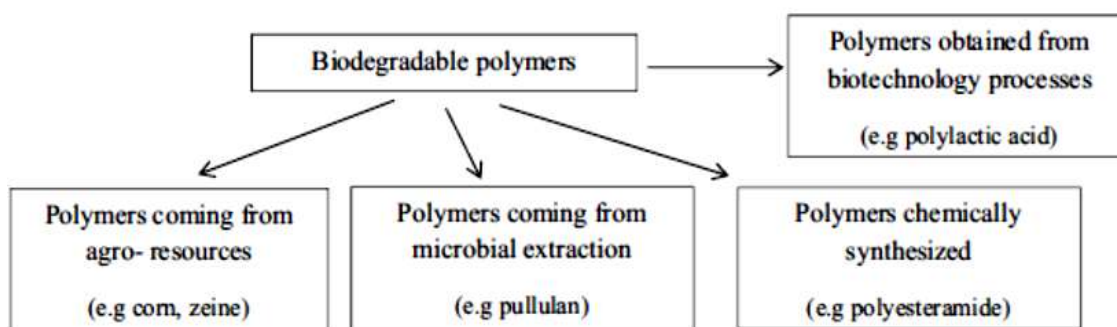 Biodegradable polymers
Polymers obtained from
biotechnology processes
(e.g polylactic acid)
Polymers coming from
agro- resources
(e.g corn, zeine)
Polymers coming from
microbial extraction
(e.g pullulan)
Polymers chemically
synthesized
(e.g polyesteramide)